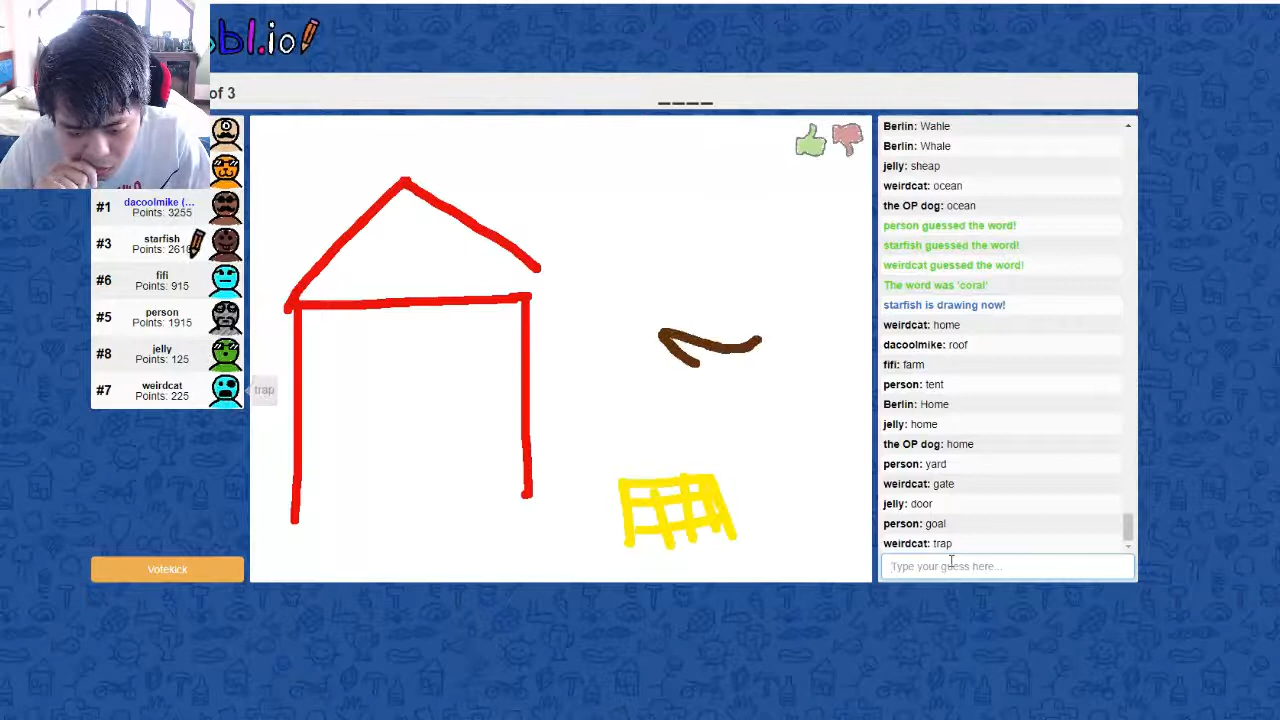 bl.io
of 3
_ _ _ _
#1 dacoolmike (...
Points: 3255
#3 starfish
#6 fifi
Points: 915
#5 person
Points: 1915
#8 jelly
Points: 125
#7 weirdcat
Points: 225
trap
Votekick
Berlin: Wahle
Berlin: Whale
jelly: sheap
weirdcat: ocean
the OP dog: ocean
person guessed the word!
starfish guessed the word!
weirdcat guessed the word!
The word was 'coral'
starfish is drawing now!
weirdcat: home
dacoolmike: roof
fifi: farm
person: tent
Berlin: Home
jelly: home
the OP dog: home
person: yard
weirdcat: gate
jelly: door
person: goal
weirdcat: trap
Type your guess here...